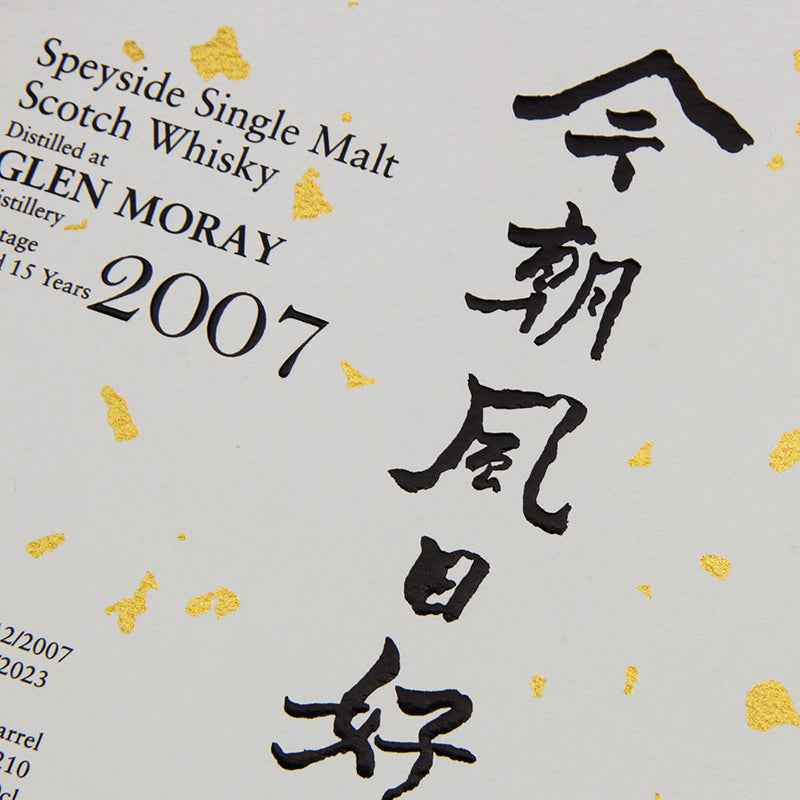 Speyside Single Malt
Scotch Whisky
Distilled at
GLEN MORAY
istillery
tage
d 15 Years
2007
今朝風日好
12/2007
/2023
arrel
210